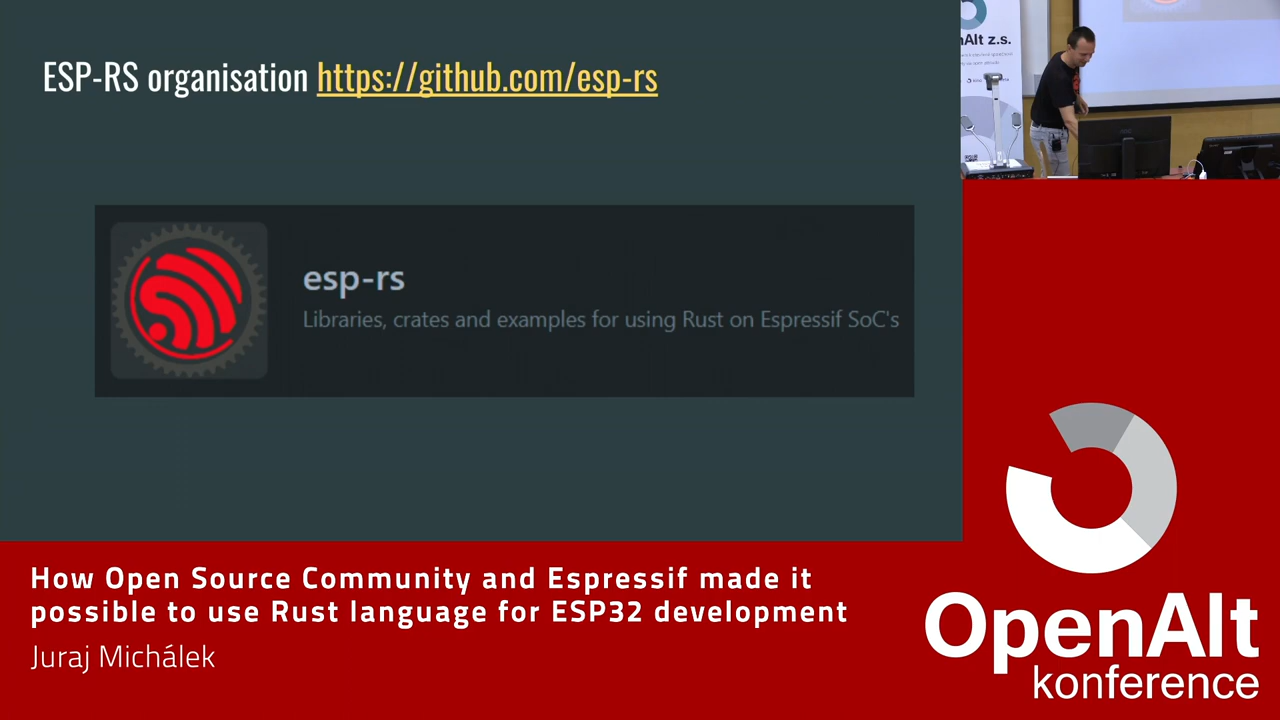 ESP-RS organisation https://github.com/esp-rs
esp-rs
Libraries, crates and examples for using Rust on Espressif SoC's
nAlt z.s.
How Open Source Community and Espressif made it
possible to use Rust language for ESP32 development
Juraj Michálek
OpenAlt
konference